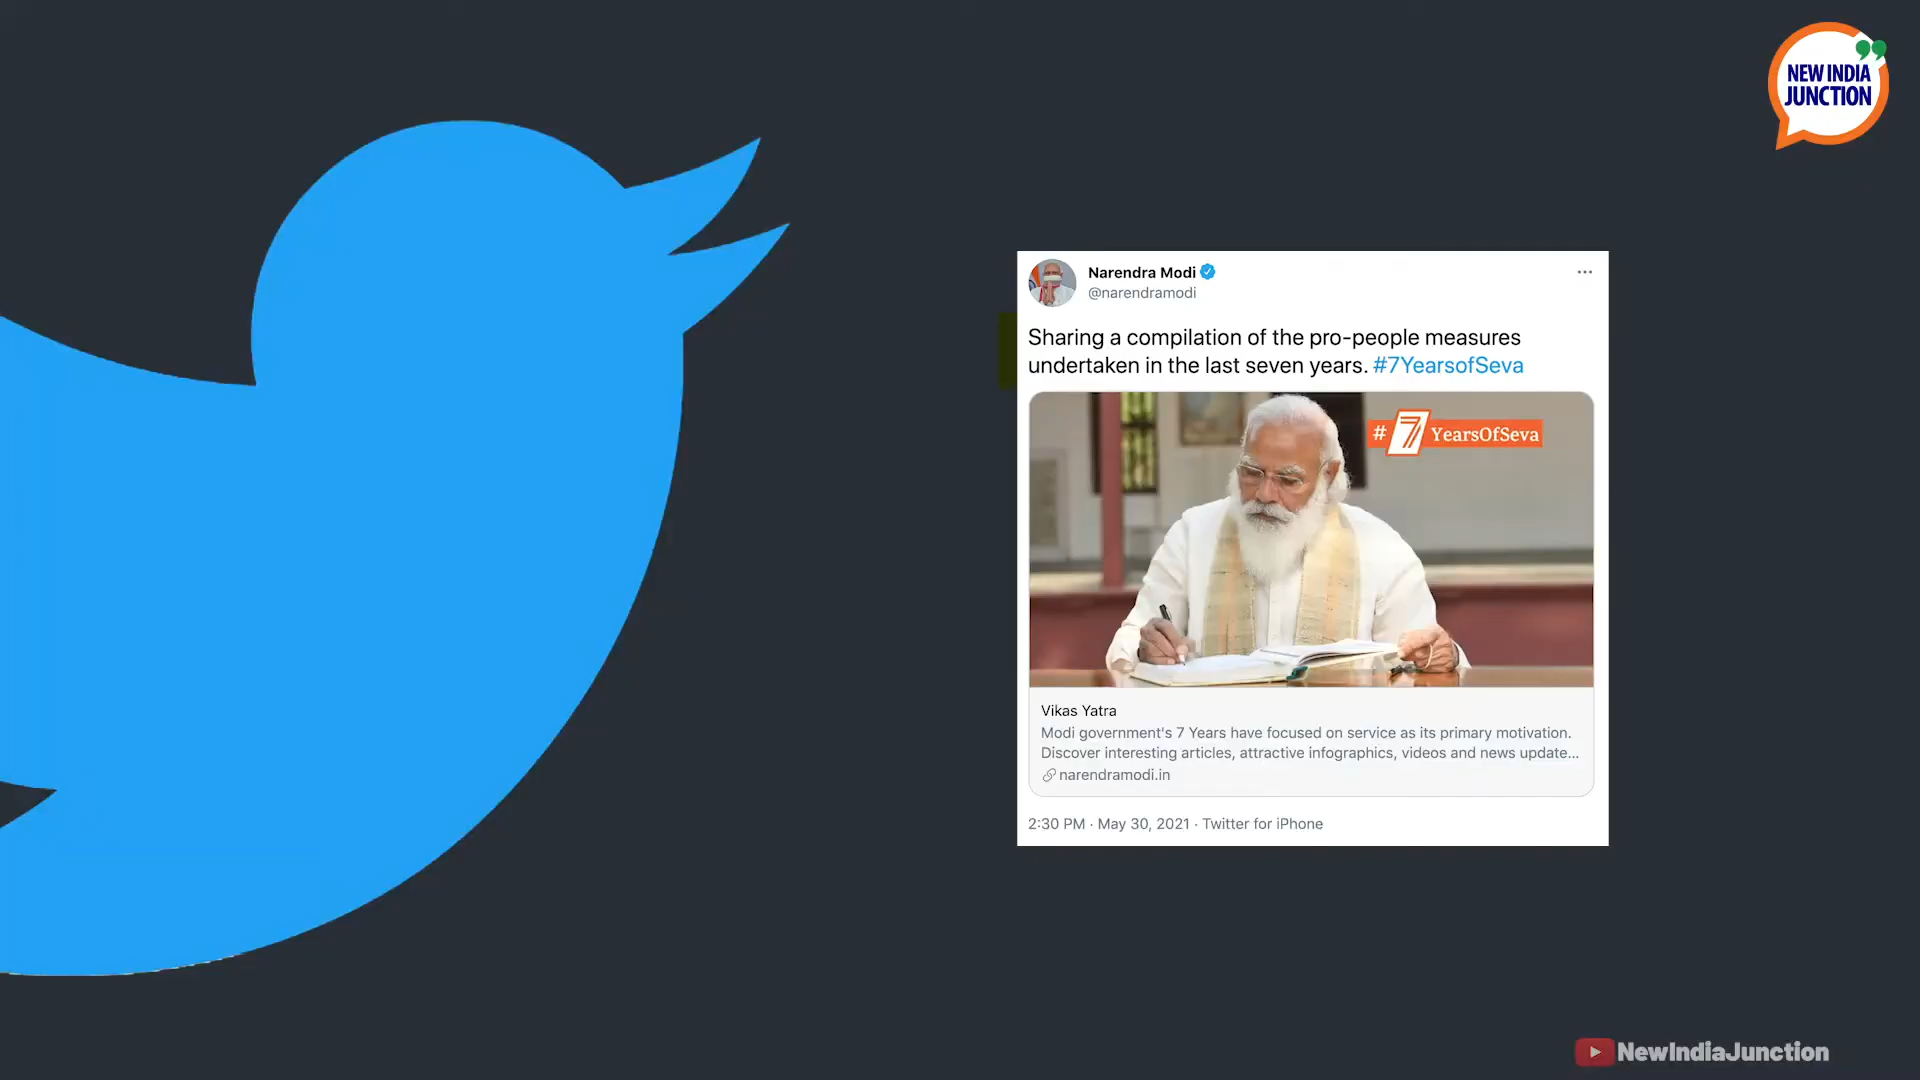 NEW INDIA
JUNCTION
Narendra Modi
@narendramodi
Sharing a compilation of the pro-people measures
undertaken in the last seven years. #7YearsofSeva
# 7 YearsOfSeva
Vikas Yatra
Modi government's 7 Years have focused on service as its primary motivation.
Discover interesting articles, attractive infographics, videos and news update...
narendramodi.in
2:30 PM · May 30, 2021 · Twitter for iPhone
NewIndiaJunction